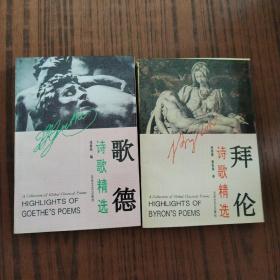 歌德
诗歌精选
A Collection of Global Classical Poems
HIGHLIGHTS OF
GOETHE'S POEMS
拜伦
诗歌精选
A Collection of Global Classical Poems
HIGHLIGHTS OF
BYRON'S POEMS